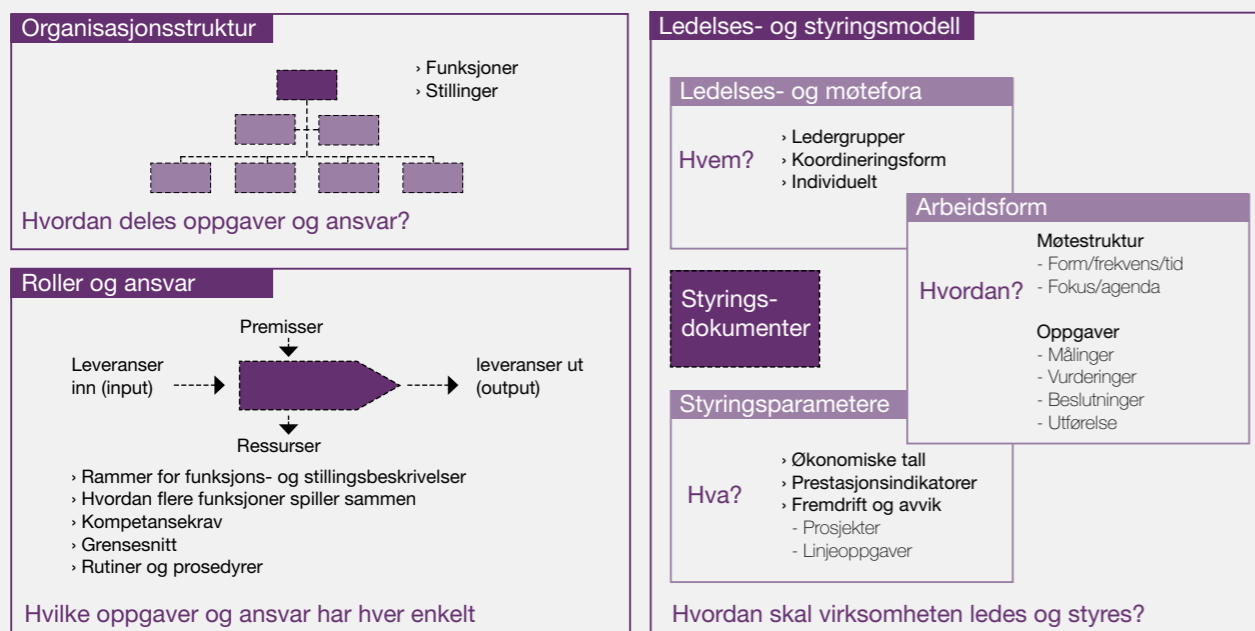 Organisasjonsstruktur
› Funksjoner
› Stillinger
Hvordan deles oppgaver og ansvar?
Roller og ansvar
Premisser
Leveranser
inn (input)
leveranser ut
(output)
Ressurser
› Rammer for funksjons- og stillingsbeskrivelser
› Hvordan flere funksjoner spiller sammen
› Kompetansekrav
› Grensesnitt
› Rutiner og prosedyrer
Hvilke oppgaver og ansvar har hver enkelt
Ledelses- og styringsmodell
Ledelses- og møtefora
Hvem?
› Ledergrupper
› Koordineringsform
› Individuelt
Arbeidsform
Hvordan?
Møtestruktur
- Form/frekvens/tid
- Fokus/agenda
Oppgaver
- Målinger
- Vurderinger
- Beslutninger
- Utførelse
Styrings-
dokumenter
Styringsparametere
Hva?
› Økonomiske tall
› Prestasjonsindikatorer
› Fremdrift og avvik
- Prosjekter
- Linjeoppgaver
Hvordan skal virksomheten ledes og styres?